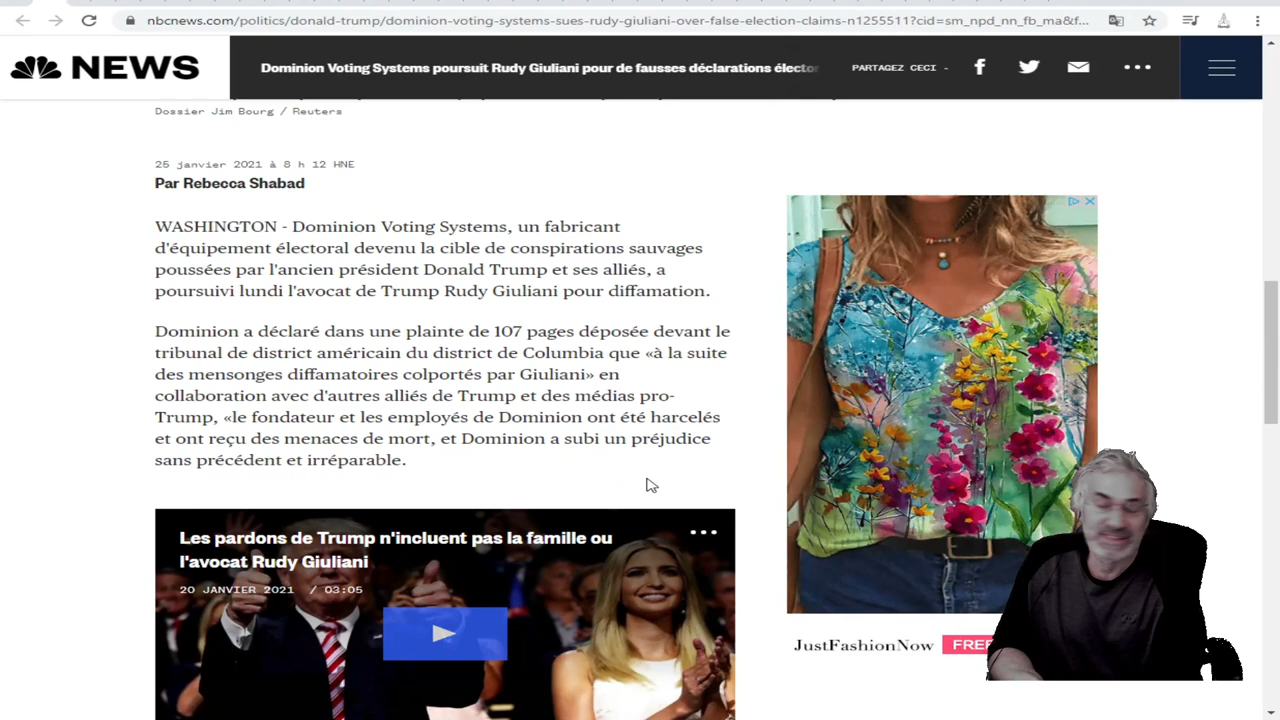 nbcnews.com/politics/donald-trump/dominion-voting-systems-sues-rudy-giuliani-over-false-election-claims-n1255511?cid=sm_npd_nn_fb_ma&f...
NEWS
Dominion Voting Systems poursuit Rudy Giuliani pour de fausses déclarations électo
PARTAGEZ CECI -
Dossier Jim Bourg / Reuters
25 janvier 2021 à 8 h 12 HNE
Par Rebecca Shabad
WASHINGTON - Dominion Voting Systems, un fabricant
d'équipement électoral devenu la cible de conspirations sauvages
poussées par l'ancien président Donald Trump et ses alliés, a
poursuivi lundi l'avocat de Trump Rudy Giuliani pour diffamation.
Dominion a déclaré dans une plainte de 107 pages déposée devant le
tribunal de district américain du district de Columbia que «à la suite
des mensonges diffamatoires colportés par Giuliani» en
collaboration avec d'autres alliés de Trump et des médias pro-
Trump, «le fondateur et les employés de Dominion ont été harcelés
et ont reçu des menaces de mort, et Dominion a subi un préjudice
sans précédent et irréparable.
Les pardons de Trump n'incluent pas la famille ou
l'avocat Rudy Giuliani
20 JANVIER 2021 / 03:05
JustFashionNow
FREE